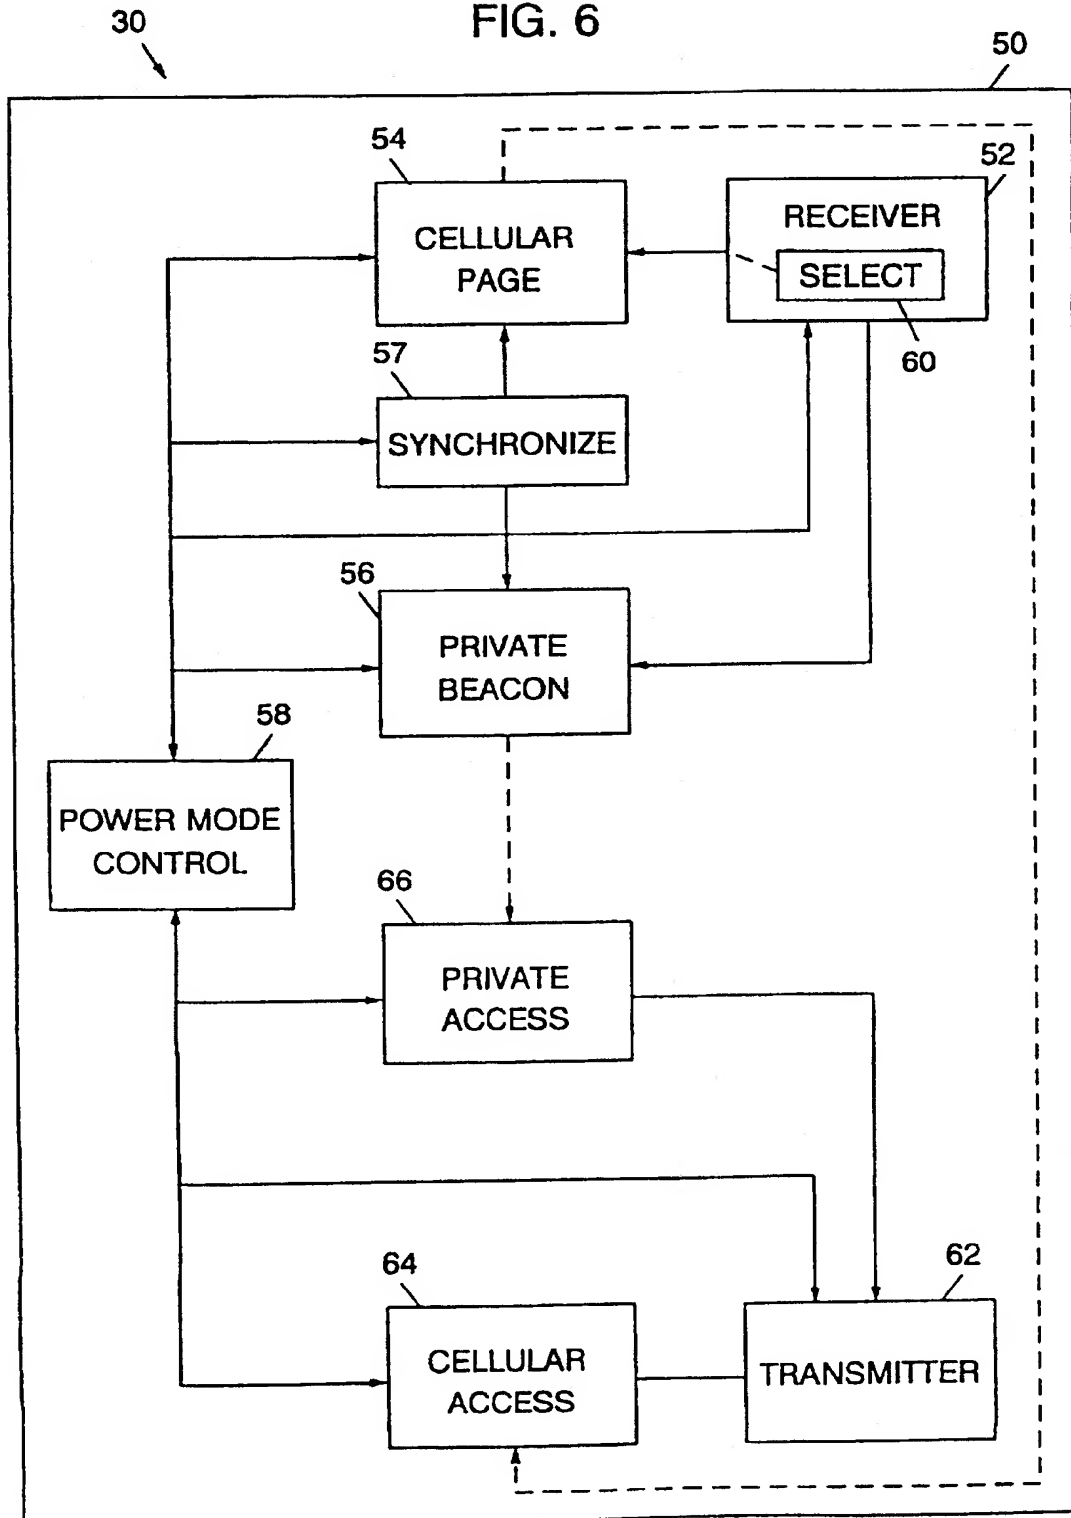 FIG. 6
30
50
54
52
CELLULAR
PAGE
RECEIVER
SELECT
60
57
SYNCHRONIZE
56
PRIVATE
BEACON
58
POWER MODE
CONTROL
66
PRIVATE
ACCESS
64
CELLULAR
ACCESS
62
TRANSMITTER